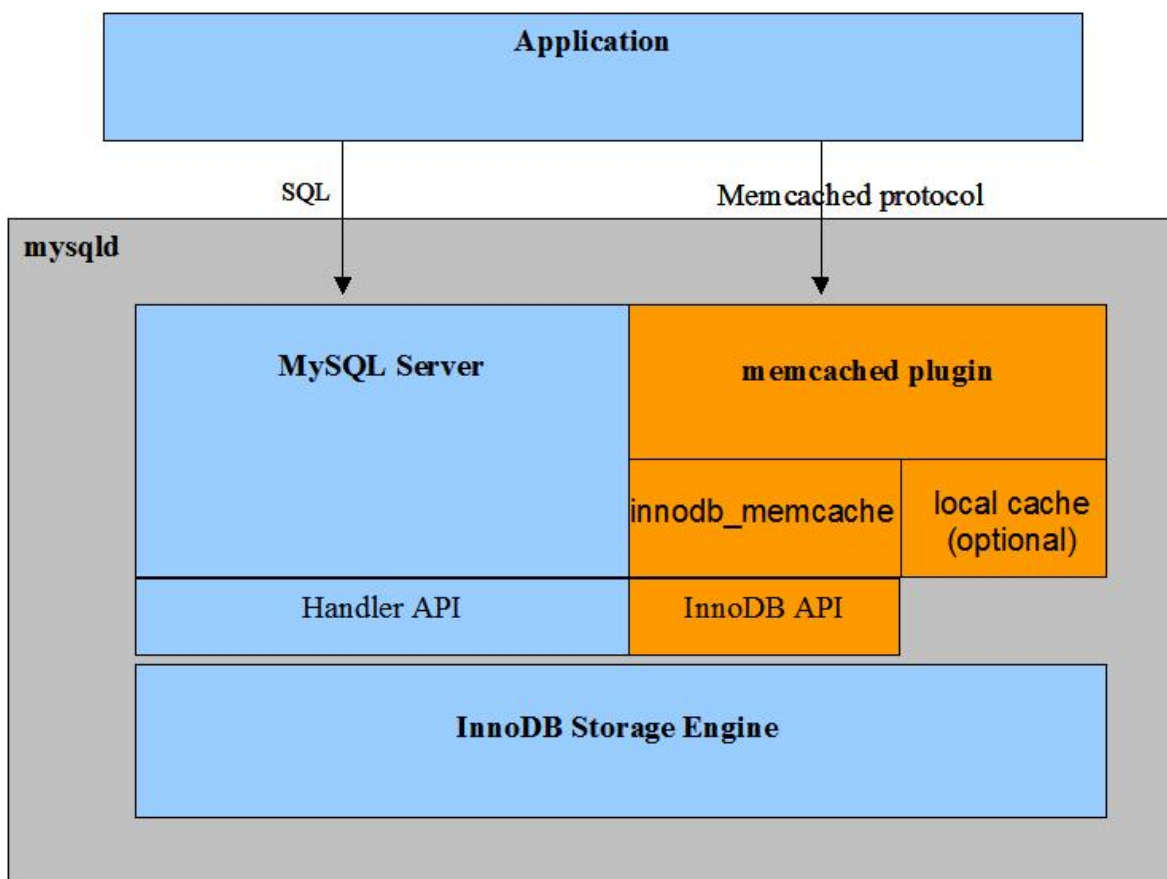 Application
SQL
Memcached protocol
mysqld
MySQL Server
memcached plugin
innodb_memcache
local cache
(optional)
Handler API
InnoDB API
InnoDB Storage Engine